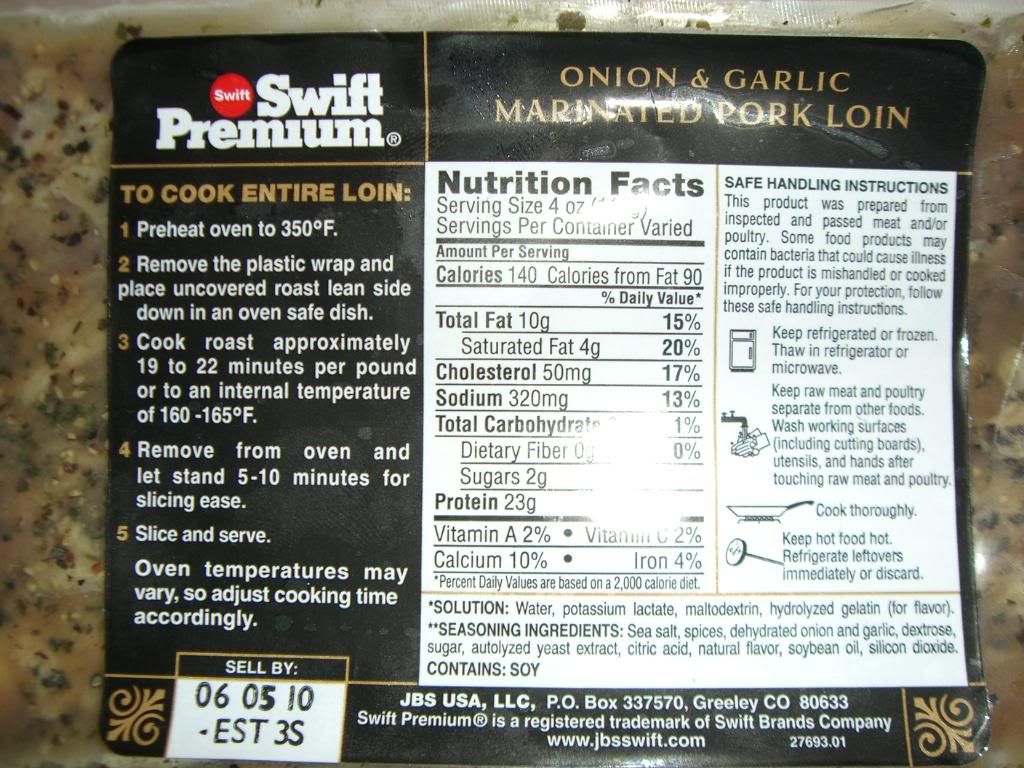 Swift
Swift
Premium®
ONION & GARLIC
MARINATED PORK LOIN
TO COOK ENTIRE LOIN:
1 Preheat oven to 350ºF.
2 Remove the plastic wrap and
place uncovered roast lean side
down in an oven safe dish.
3 Cook roast approximately
19 to 22 minutes per pound
or to an internal temperature
of 160 -165ºF.
4 Remove from oven and
let stand 5-10 minutes for
slicing ease.
5 Slice and serve.
Oven temperatures may
vary, so adjust cooking time
accordingly.
SELL BY:
06 05 10
-EST 3S
Nutrition Facts
Serving Size 4 oz
Servings Per Container Varied
Amount Per Serving
Calories 140 Calories from Fat 90
% Daily Value*
Total Fat 10g 15%
Saturated Fat 4g 20%
Cholesterol 50mg 17%
Sodium 320mg 13%
Total Carbohydrate 1%
Dietary Fiber 0g 0%
Sugars 2g
Protein 23g
Vitamin A 2% • Vitamin C 2%
Calcium 10% • Iron 4%
*Percent Daily Values are based on a 2,000 calorie diet.
SAFE HANDLING INSTRUCTIONS
This product was prepared from
inspected and passed meat and/or
poultry. Some food products may
contain bacteria that could cause illness
if the product is mishandled or cooked
improperly. For your protection, follow
these safe handling instructions.
Keep refrigerated or frozen.
Thaw in refrigerator or
microwave.
Keep raw meat and poultry
separate from other foods.
Wash working surfaces
(including cutting boards),
utensils, and hands after
touching raw meat and poultry.
Cook thoroughly.
Keep hot food hot.
Refrigerate leftovers
immediately or discard.
*SOLUTION: Water, potassium lactate, maltodextrin, hydrolyzed gelatin (for flavor).
**SEASONING INGREDIENTS: Sea salt, spices, dehydrated onion and garlic, dextrose,
sugar, autolyzed yeast extract, citric acid, natural flavor, soybean oil, silicon dioxide.
CONTAINS: SOY
JBS USA, LLC, P.O. Box 337570, Greeley CO 80633
Swift Premium® is a registered trademark of Swift Brands Company
www.jbsswift.com 27693.01